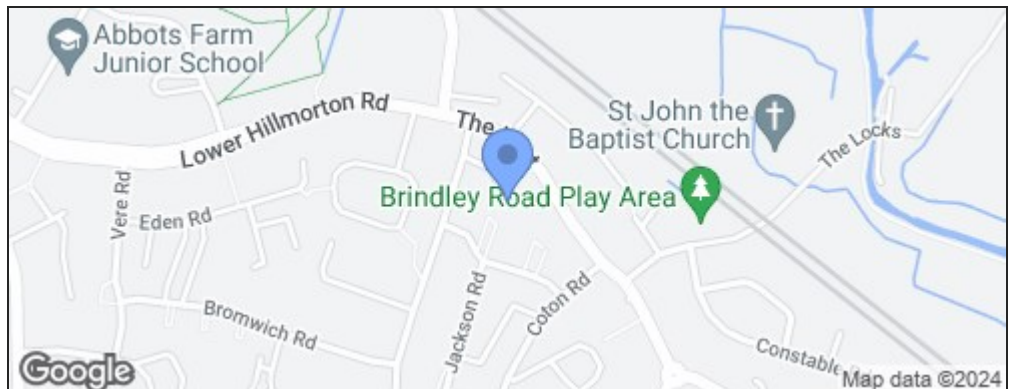 Abbots Farm
Junior School
Lower Hillmorton Rd
The
St John the
Baptist Church
The Locks
Brindley Road Play Area
Vere Rd
Eden Rd
Bromwich Rd
Jackson Rd
Coton Rd
Constable
Google
Map data ©2024